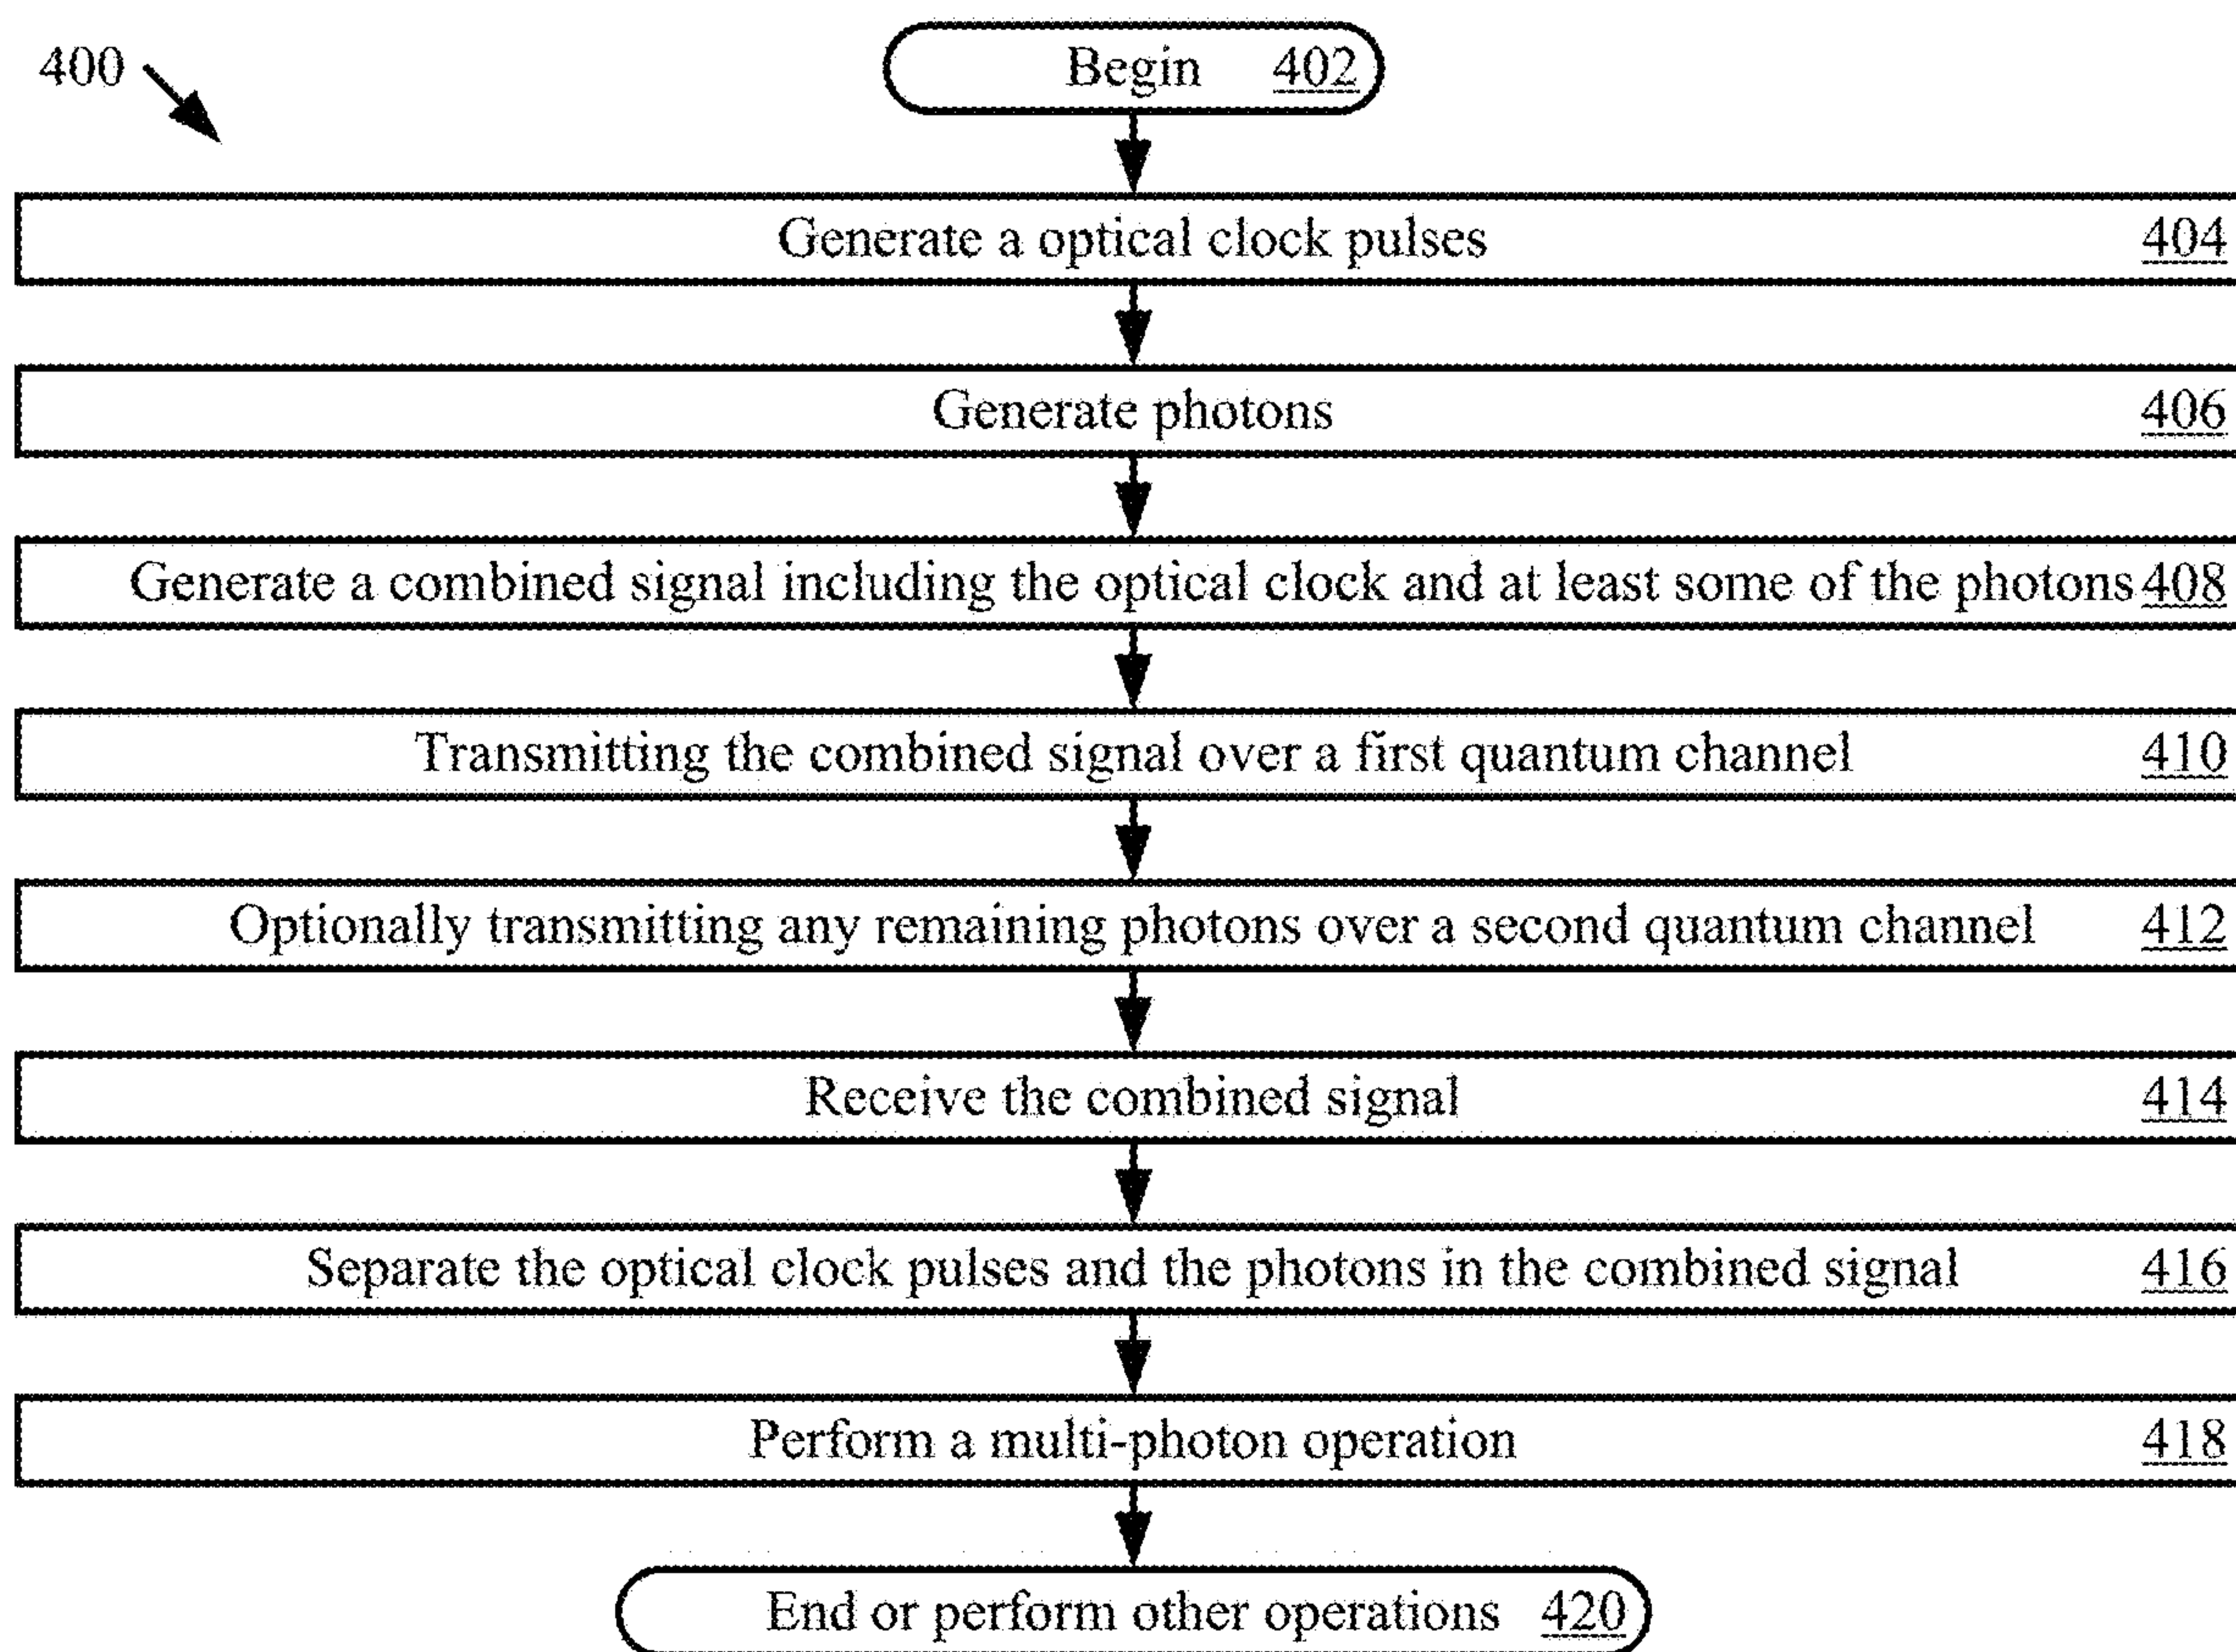 400
Begin 402
Generate a optical clock pulses 404
Generate photons 406
Generate a combined signal including the optical clock and at least some of the photons 408
Transmitting the combined signal over a first quantum channel 410
Optionally transmitting any remaining photons over a second quantum channel 412
Receive the combined signal 414
Separate the optical clock pulses and the photons in the combined signal 416
Perform a multi-photon operation 418
End or perform other operations 420